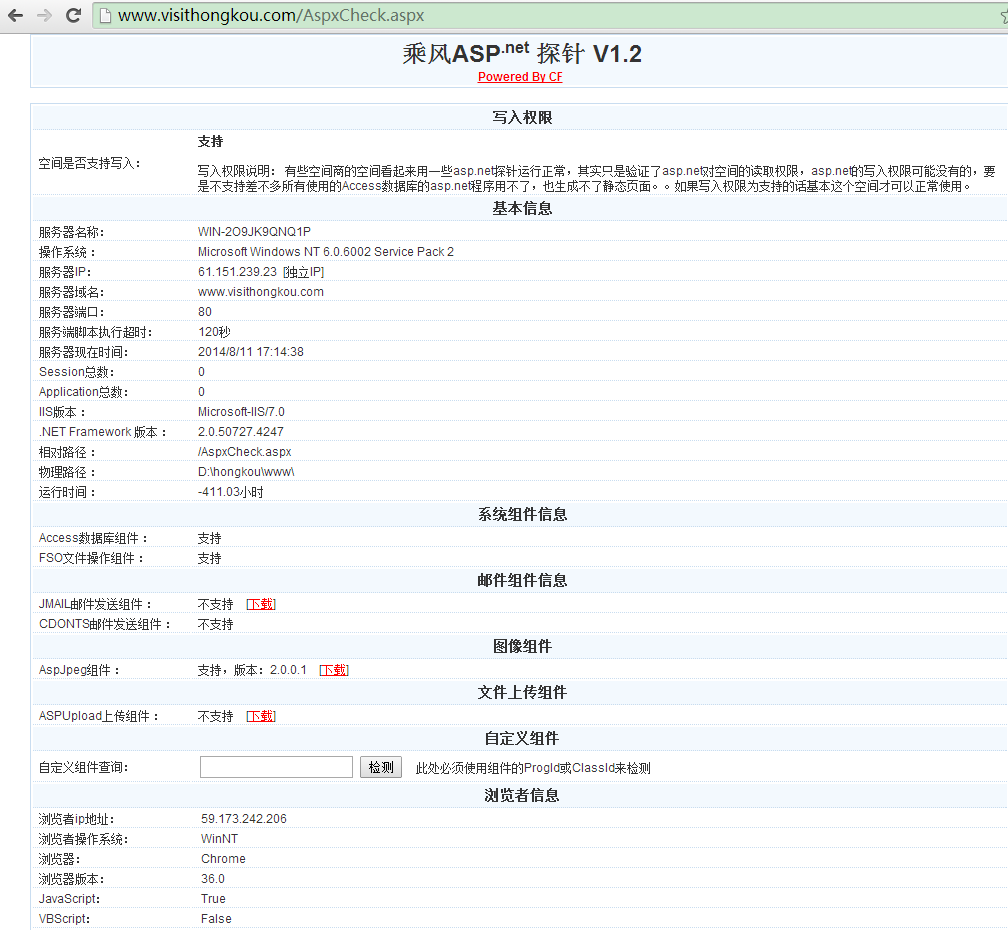 www.visithongkou.com/AspxCheck.aspx
乘风ASP.net 探针 V1.2
Powered By CF
写入权限
空间是否支持写入：
支持
写入权限说明： 有些空间商的空间看起来用一些asp.net探针运行正常，其实只是验证了asp.net对空间的读取权限，asp.net的写入权限可能没有的，要
是不支持差不多所有使用的Access数据库的asp.net程序用不了，也生成不了静态页面。。如果写入权限为支持的话基本这个空间才可以正常使用。
基本信息
服务器名称： WIN-2O9JK9QNQ1P
操作系统： Microsoft Windows NT 6.0.6002 Service Pack 2
服务器IP： 61.151.239.23 [独立IP]
服务器域名： www.visithongkou.com
服务器端口： 80
服务端脚本执行超时： 120秒
服务器现在时间： 2014/8/11 17:14:38
Session总数： 0
Application总数： 0
IIS版本： Microsoft-IIS/7.0
.NET Framework 版本： 2.0.50727.4247
相对路径： /AspxCheck.aspx
物理路径： D:\hongkou\www\
运行时间： -411.03小时
系统组件信息
Access数据库组件： 支持
FSO文件操作组件： 支持
邮件组件信息
JMAIL邮件发送组件： 不支持 [下载]
CDONTS邮件发送组件： 不支持
图像组件
AspJpeg组件： 支持，版本：2.0.0.1 [下载]
文件上传组件
ASPUpload上传组件： 不支持 [下载]
自定义组件
自定义组件查询： 检测 此处必须使用组件的ProgId或ClassId来检测
浏览者信息
浏览者ip地址： 59.173.242.206
浏览者操作系统： WinNT
浏览器： Chrome
浏览器版本： 36.0
JavaScript: True
VBScript: False